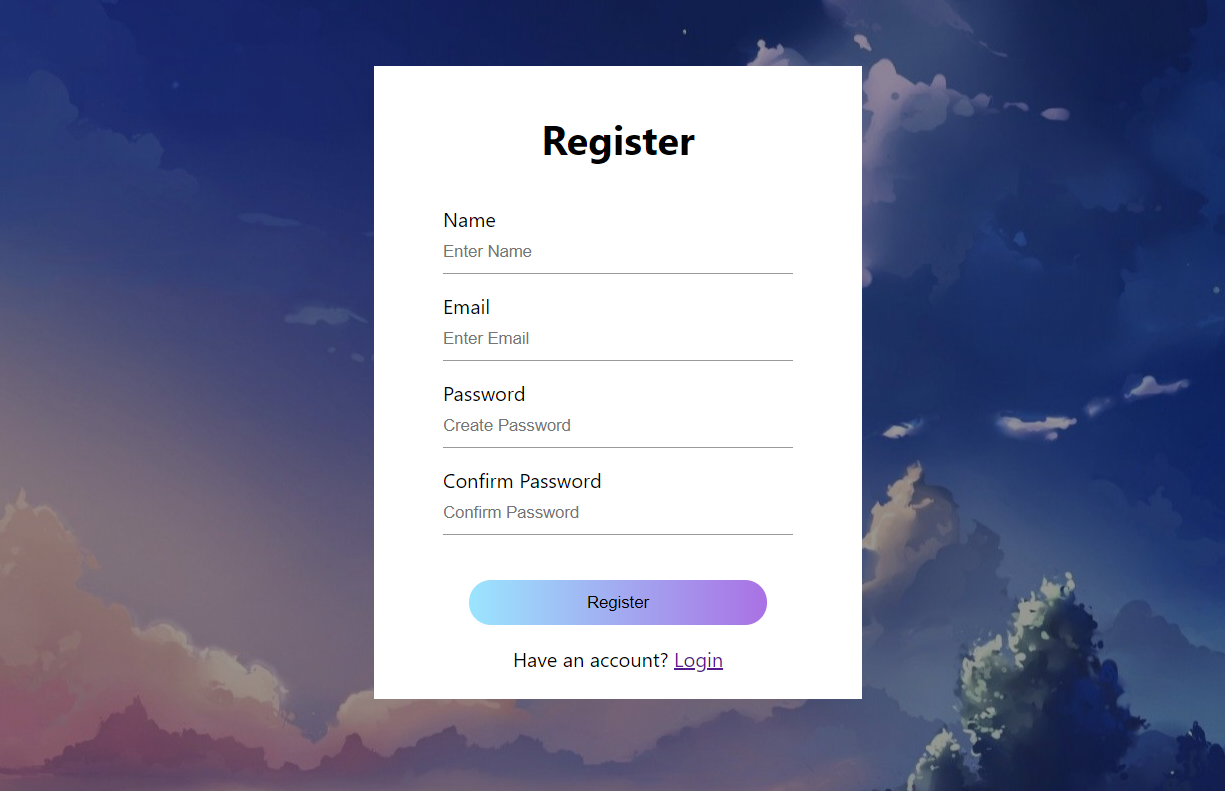 Register
Name
Enter Name
Email
Enter Email
Password
Create Password
Confirm Password
Confirm Password
Register
Have an account? Login